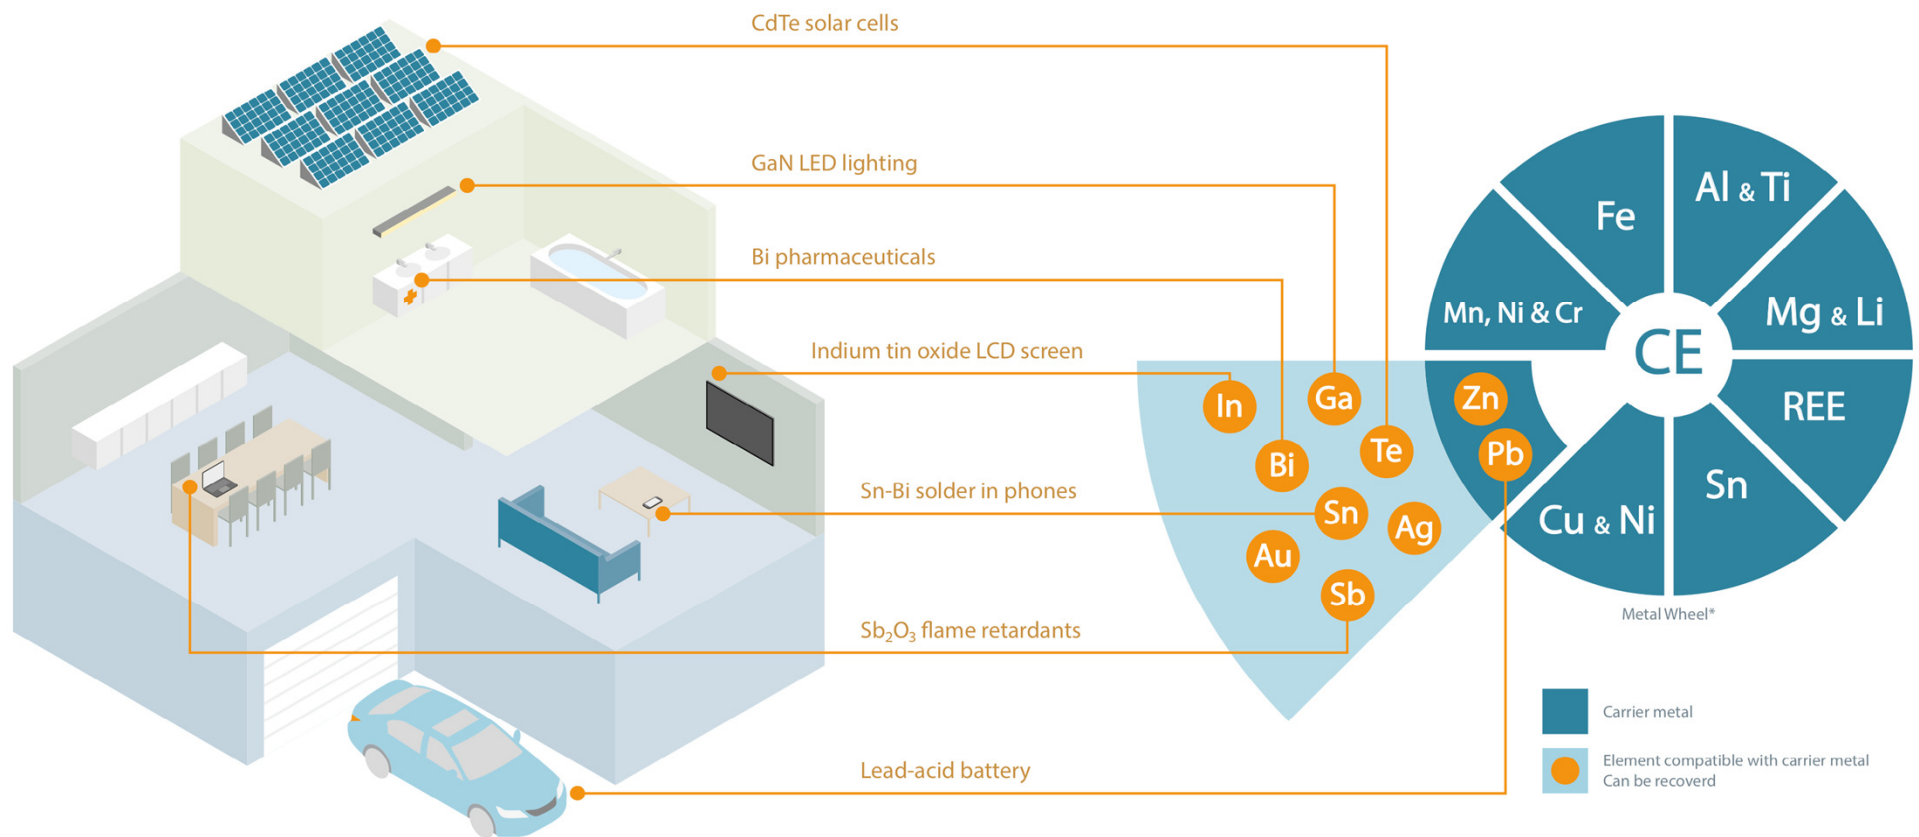 CdTe solar cells
GaN LED lighting
Bi pharmaceuticals
Indium tin oxide LCD screen
Sn-Bi solder in phones
Sb₂O₃ flame retardants
Lead-acid battery
In
Ga
Bi
Te
Sn
Ag
Au
Sb
Zn
Pb
Fe
Al & Ti
Mn, Ni & Cr
Mg & Li
CE
REE
Cu & Ni
Sn
Metal Wheel*
Carrier metal
Element compatible with carrier metal
Can be recoverd